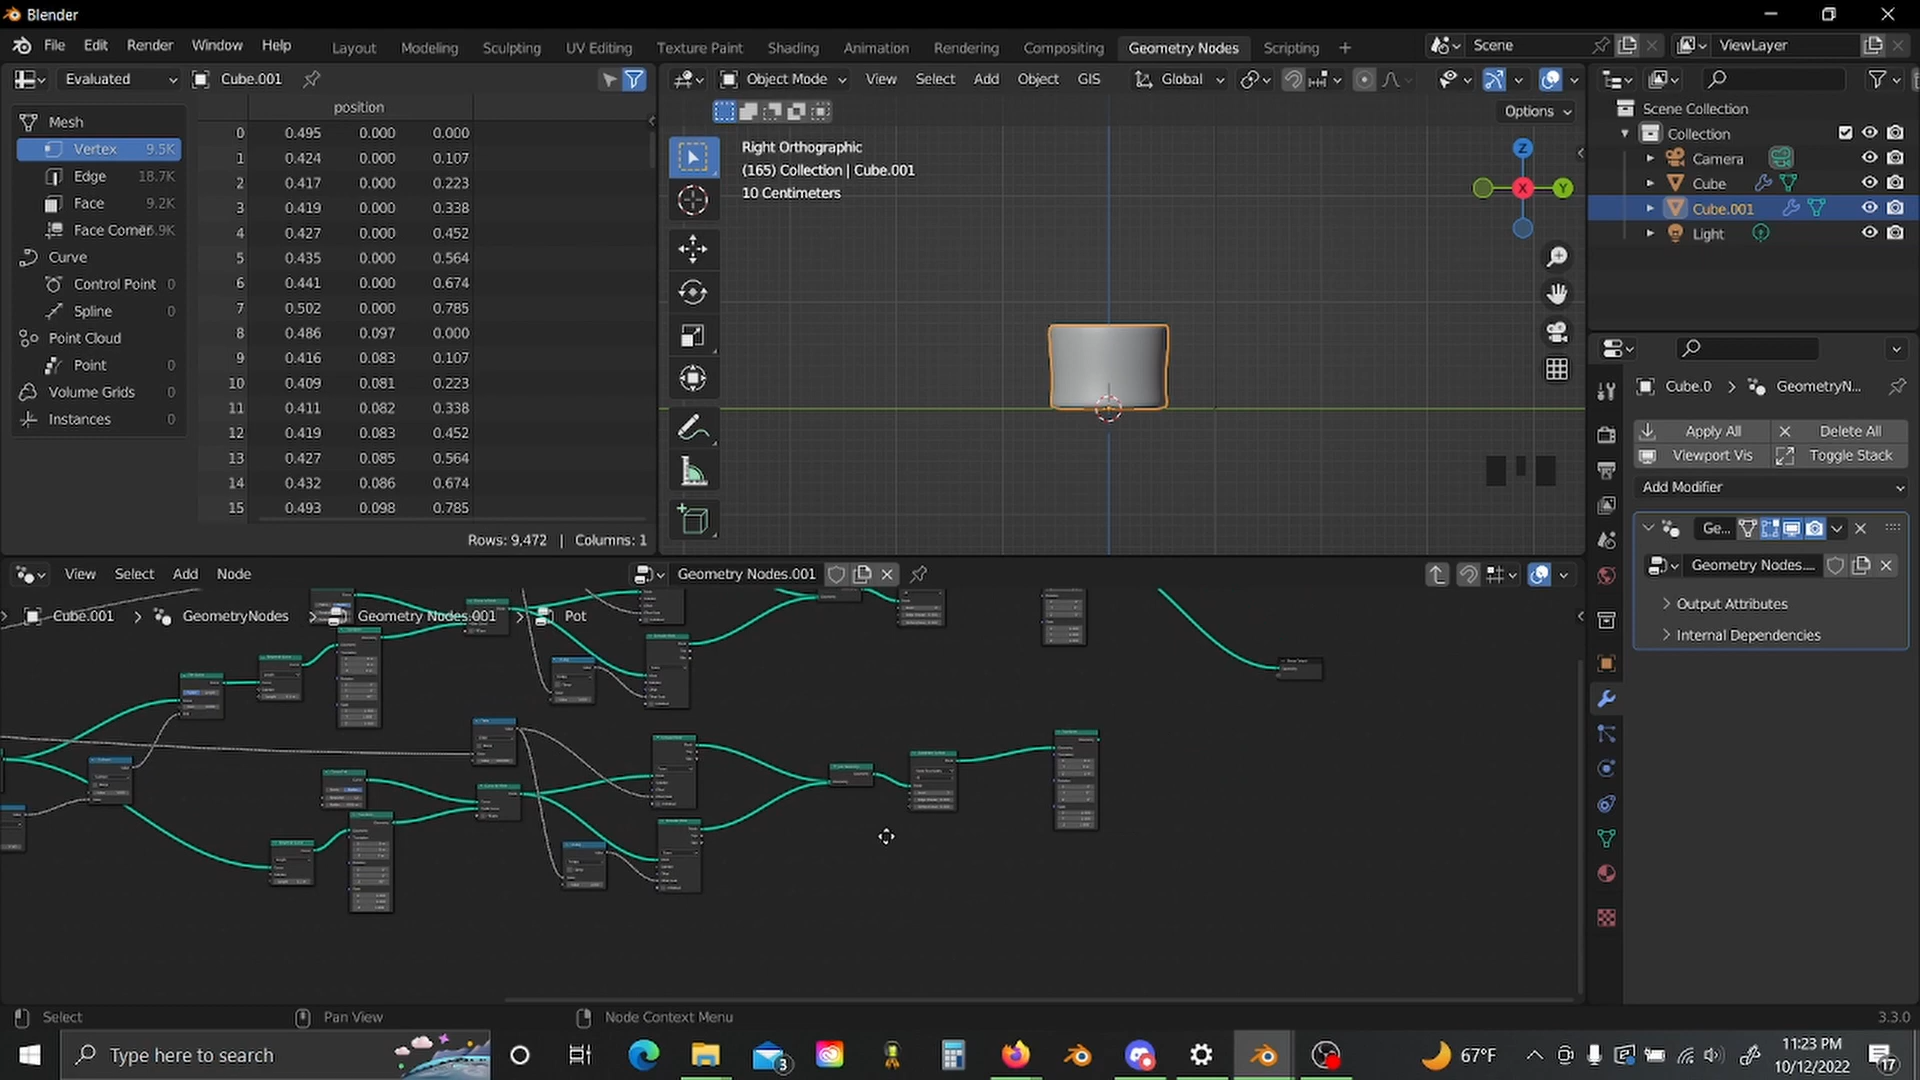 Blender
File Edit Render Window Help
Layout Modeling Sculpting UV Editing Texture Paint Shading Animation Rendering Compositing Geometry Nodes Scripting
Scene
ViewLayer
Evaluated
Cube.001
Object Mode View Select Add Object GIS
Global
Options
Mesh
Vertex 9.5K
Edge 18.7K
Face 9.2K
Face Corner
Curve
Control Point 0
Spline 0
Point Cloud
Point 0
Volume Grids 0
Instances 0
position
0 0.495 0.000 0.000
1 0.424 0.000 0.107
2 0.417 0.000 0.223
3 0.419 0.000 0.338
4 0.427 0.000 0.452
5 0.435 0.000 0.564
6 0.441 0.000 0.674
7 0.502 0.000 0.785
8 0.486 0.097 0.000
9 0.416 0.083 0.107
10 0.409 0.081 0.223
11 0.411 0.082 0.338
12 0.419 0.083 0.452
13 0.427 0.085 0.564
14 0.432 0.086 0.674
15 0.493 0.098 0.785
Rows: 9,472 | Columns: 1
Right Orthographic
(165) Collection | Cube.001
10 Centimeters
Z
X
Y
Scene Collection
Collection
Camera
Cube
Cube.001
Light
Cube.0
GeometryN...
Apply All
Delete All
Viewport Vis
Toggle Stack
Add Modifier
Ge...
Geometry Nodes....
Output Attributes
Internal Dependencies
View Select Add Node
Geometry Nodes.001
Cube.001 > GeometryNodes > Geometry Nodes.001 > Pot
Select
Pan View
Node Context Menu
3.3.0
Type here to search
3
67°F
11:23 PM
10/12/2022
17